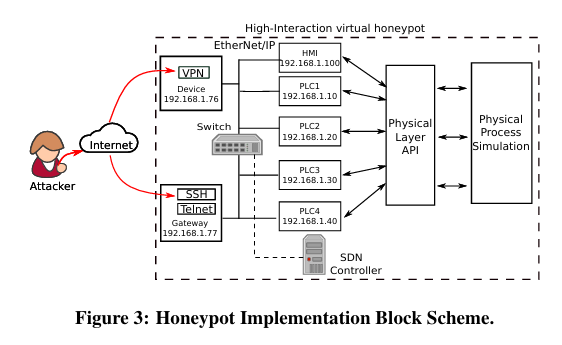 High-Interaction virtual honeypot
EtherNet/IP
HMI
192.168.1.100
VPN
Device
192.168.1.76
PLC1
192.168.1.10
Switch
PLC2
192.168.1.20
Physical
Layer
API
Physical
Process
Simulation
Internet
Attacker
PLC3
192.168.1.30
SSH
Telnet
Gateway
192.168.1.77
PLC4
192.168.1.40
SDN
Controller
Figure 3: Honeypot Implementation Block Scheme.